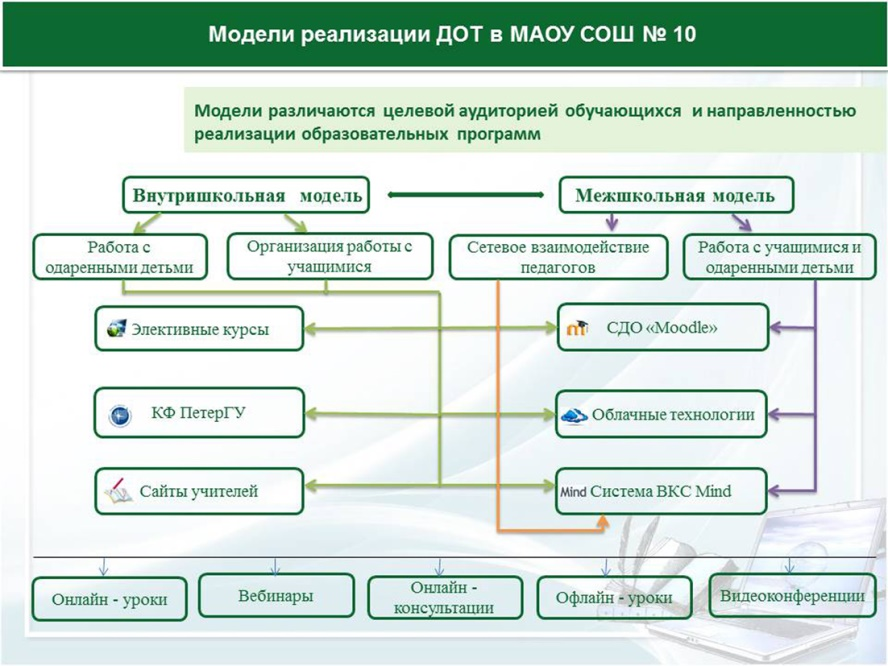 Модели реализации ДОТ в МАОУ СОШ № 10
Модели различаются целевой аудиторией обучающихся и направленностью
реализации образовательных программ
Внутришкольная модель
Межшкольная модель
Работа с
одаренными детьми
Организация работы с
учащимися
Сетевое взаимодействие
педагогов
Работа с учащимися и
одаренными детьми
Элективные курсы
СДО «Moodle»
КФ ПетерГУ
Облачные технологии
Сайты учителей
Mind Система ВКС Mind
Онлайн - уроки
Вебинары
Онлайн -
консультации
Офлайн - уроки
Видеоконференции